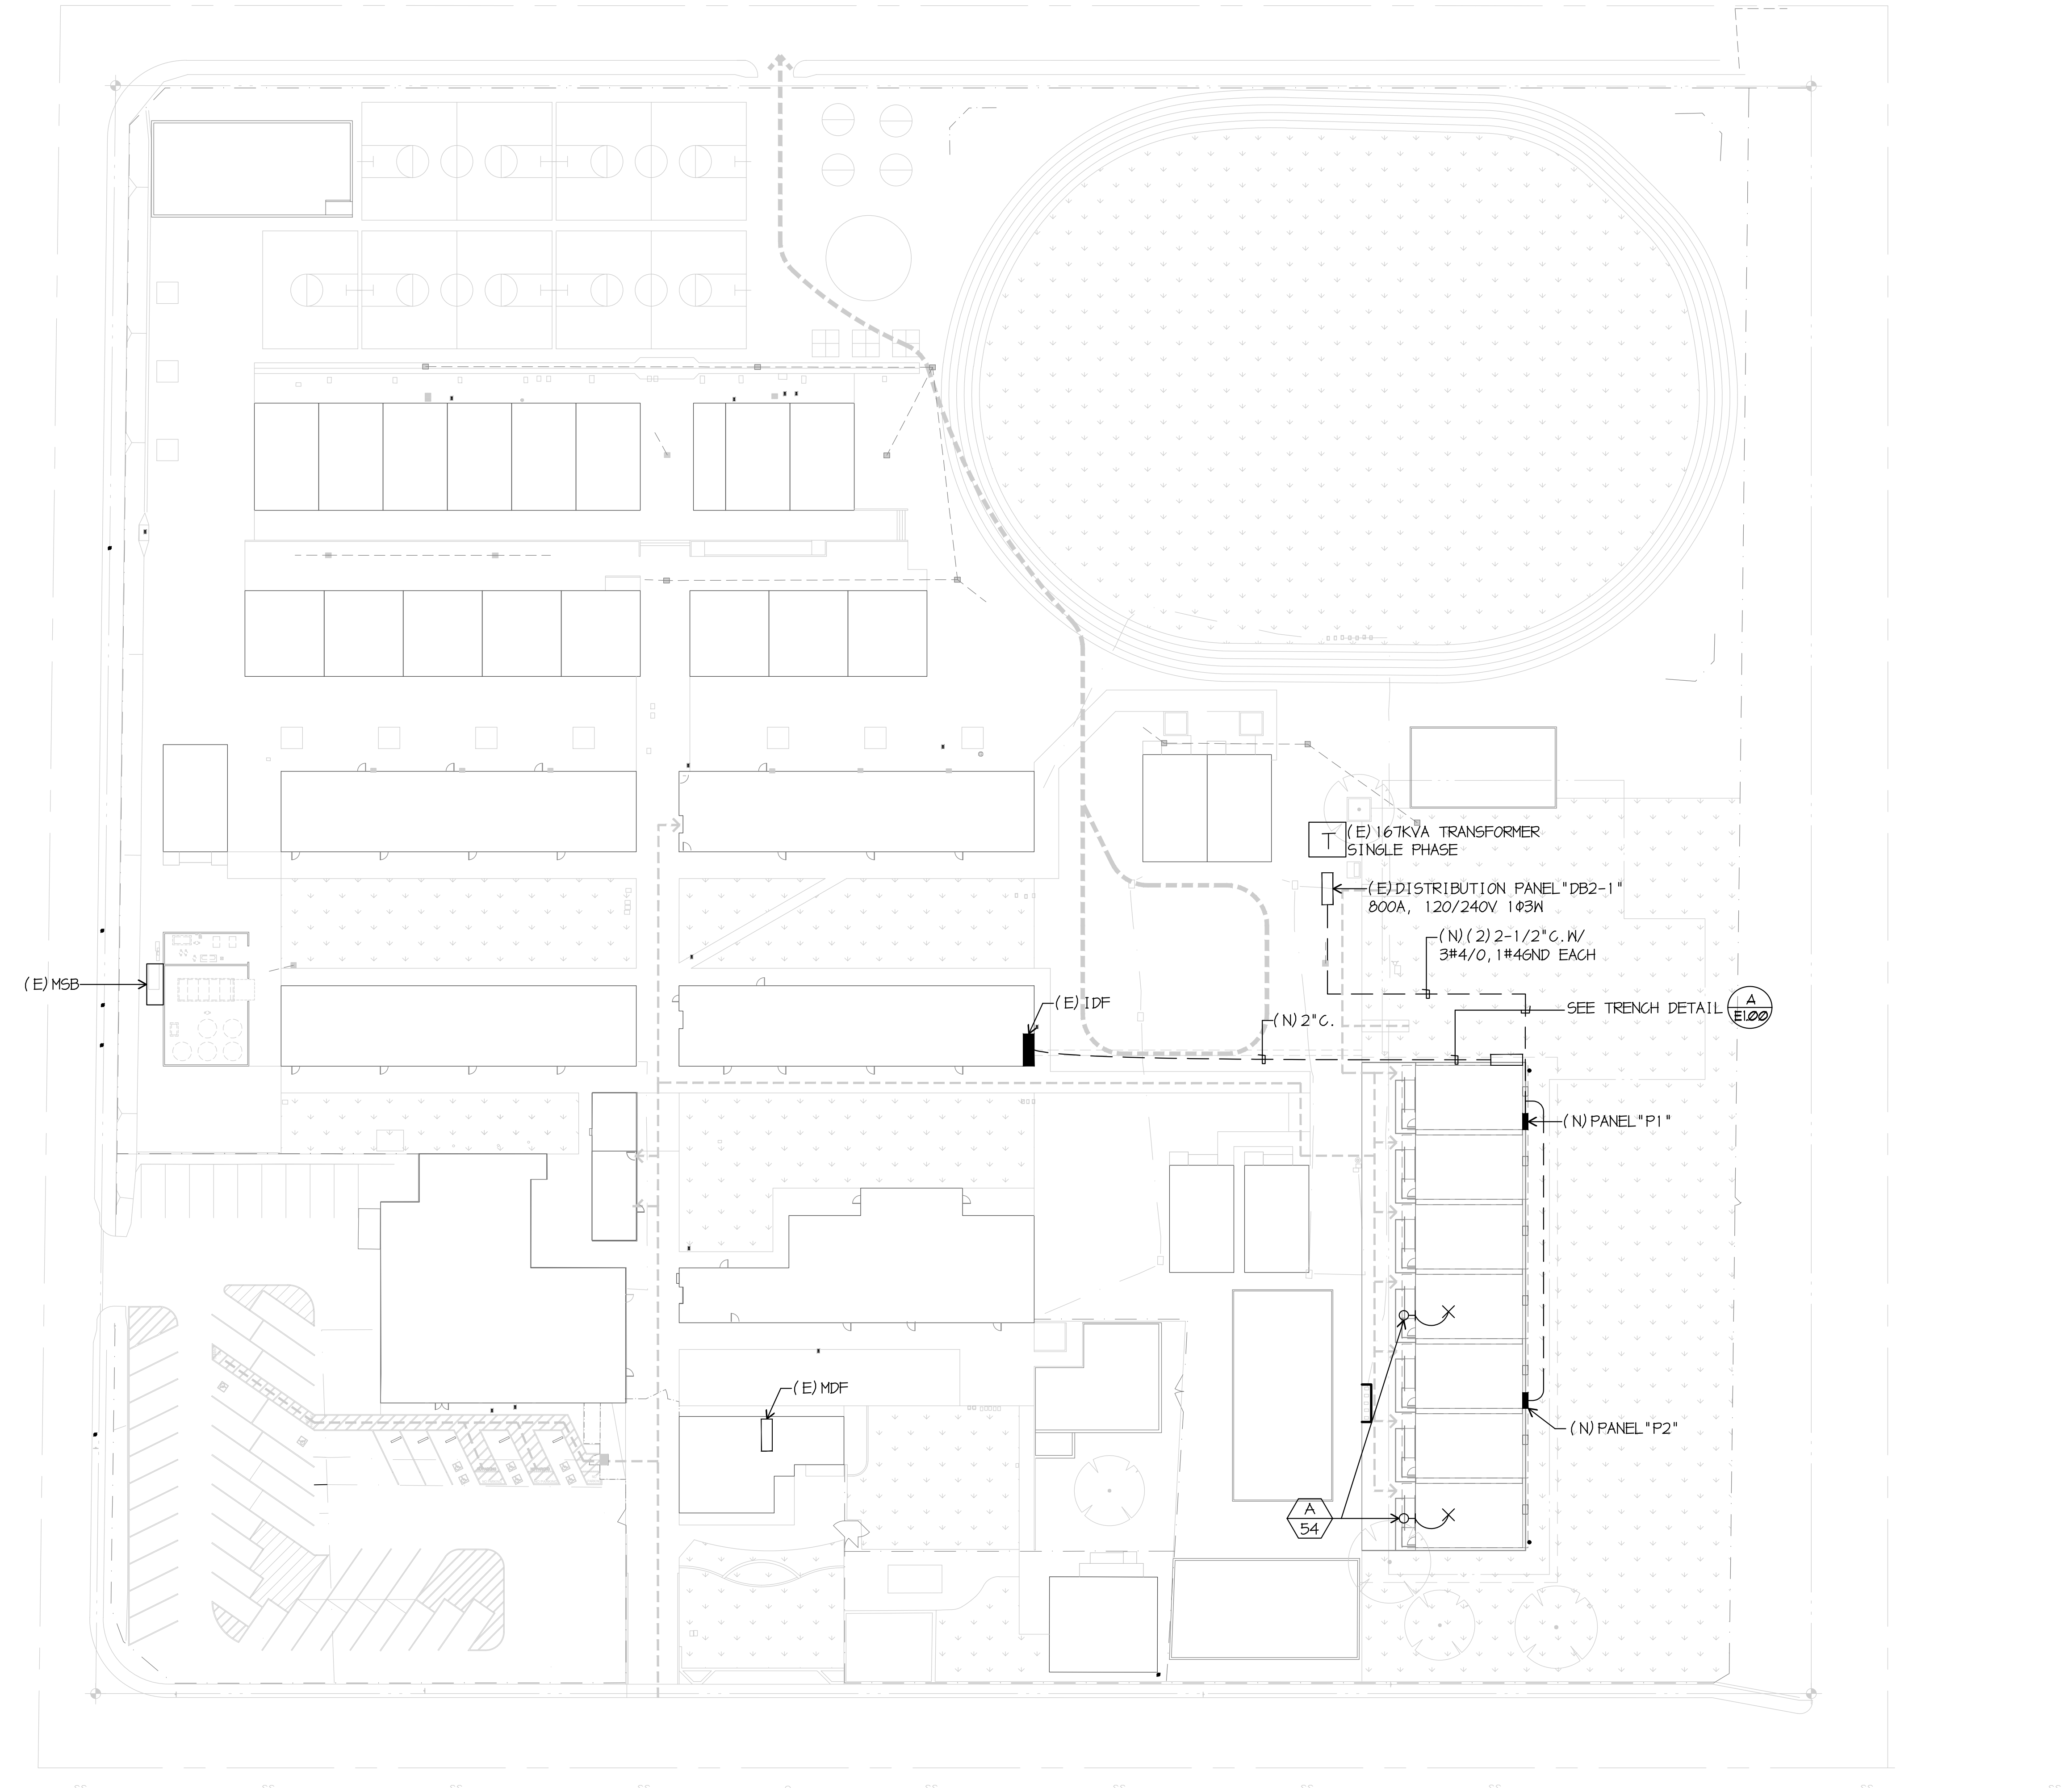 T
(E)167KVA TRANSFORMER
SINGLE PHASE
(E)DISTRIBUTION PANEL"DB2-1"
800A, 120/240V 1Φ3W
(N)(2)2-1/2"C.W/
3#4/0,1#4GND EACH
(E)MSB
(E)IDF
(N)2"C.
SEE TRENCH DETAIL
A
E1.00
(N)PANEL"P1"
(E)MDF
(N)PANEL"P2"
A
54